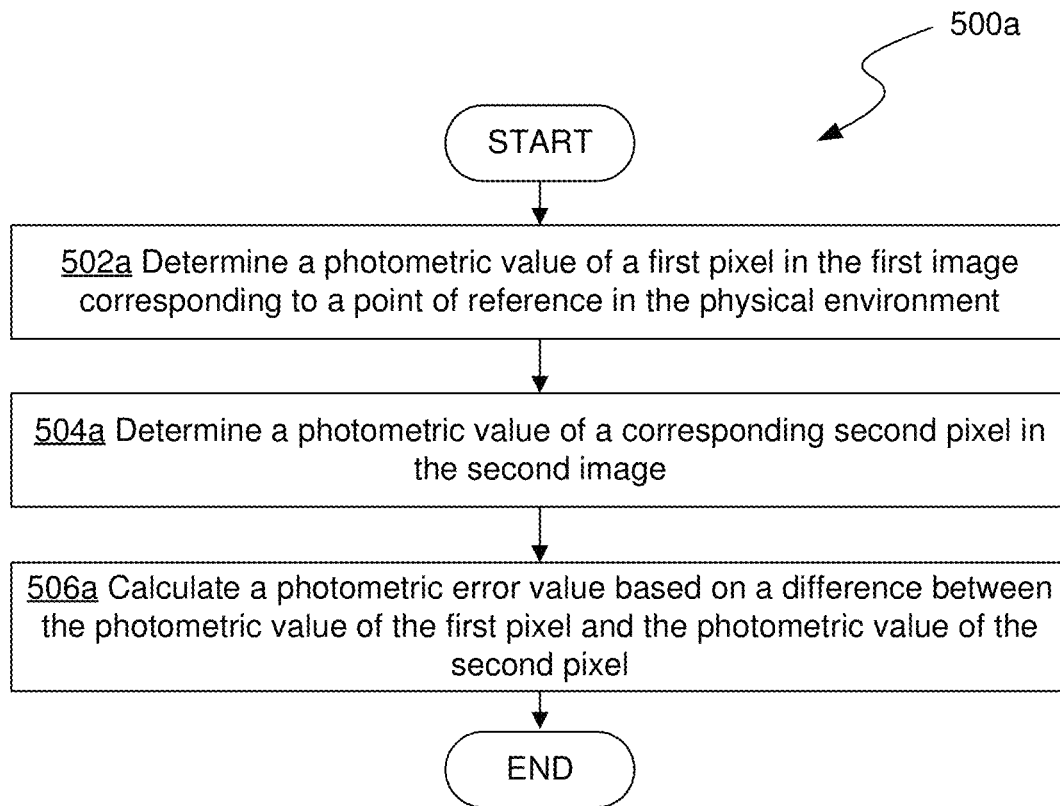 500a
START
502a Determine a photometric value of a first pixel in the first image
corresponding to a point of reference in the physical environment
504a Determine a photometric value of a corresponding second pixel in
the second image
506a Calculate a photometric error value based on a difference between
the photometric value of the first pixel and the photometric value of the
second pixel
END